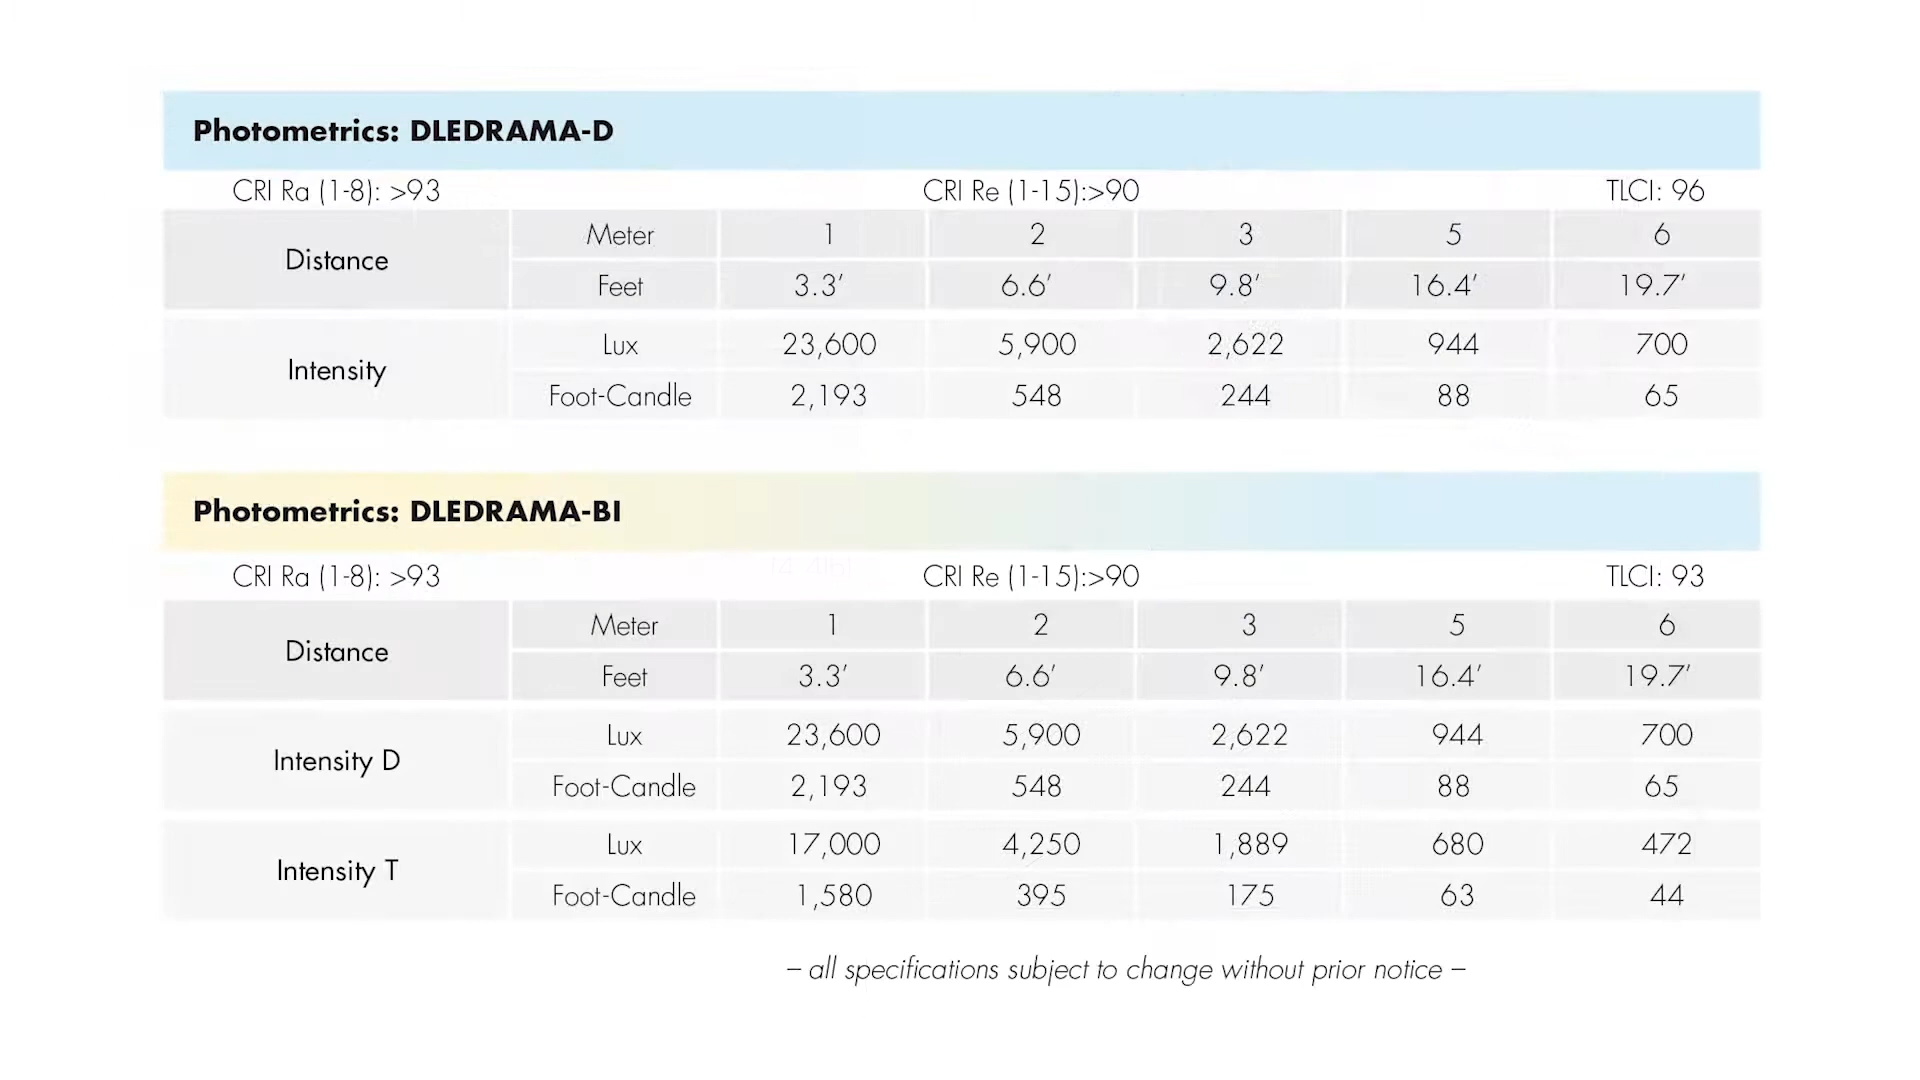 Photometrics: DLEDRAMA-D
CRI Ra (1-8): >93 CRI Re (1-15):>90 TLCI: 96
Distance
Meter 1 2 3 5 6
Feet 3.3′ 6.6′ 9.8′ 16.4′ 19.7′
Intensity
Lux 23,600 5,900 2,622 944 700
Foot-Candle 2,193 548 244 88 65
Photometrics: DLEDRAMA-BI
CRI Ra (1-8): >93 CRI Re (1-15):>90 TLCI: 93
Distance
Meter 1 2 3 5 6
Feet 3.3′ 6.6′ 9.8′ 16.4′ 19.7′
Intensity D
Lux 23,600 5,900 2,622 944 700
Foot-Candle 2,193 548 244 88 65
Intensity T
Lux 17,000 4,250 1,889 680 472
Foot-Candle 1,580 395 175 63 44
– all specifications subject to change without prior notice –